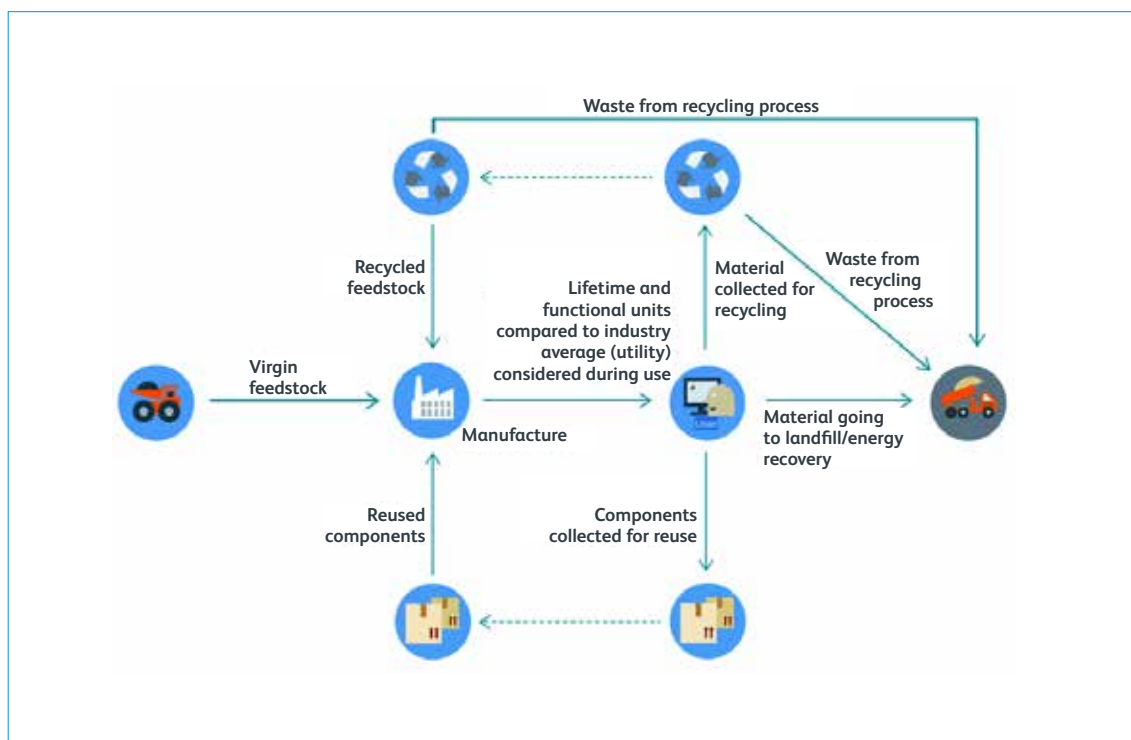 Waste from recycling process
Recycled
feedstock
Lifetime and
functional units
compared to industry
average (utility)
considered during use
Material
collected for
recycling
Waste from
recycling
process
Virgin
feedstock
Manufacture
User
Material going
to landfill/energy
recovery
Reused
components
Components
collected for reuse